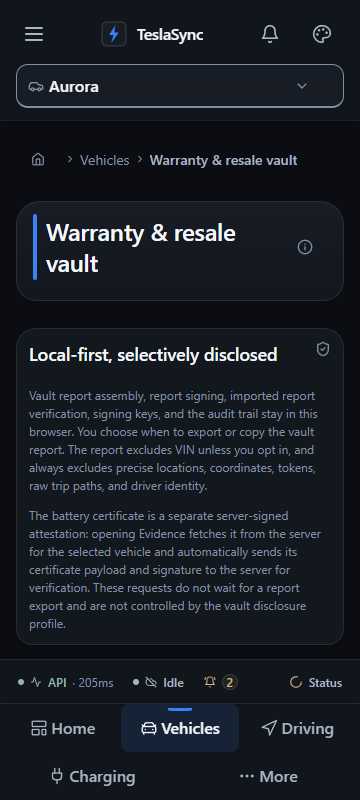 TeslaSync
Aurora
Vehicles
Warranty & resale vault
Warranty & resale
vault
Local-first, selectively disclosed
Vault report assembly, report signing, imported report
verification, signing keys, and the audit trail stay in this
browser. You choose when to export or copy the vault
report. The report excludes VIN unless you opt in, and
always excludes precise locations, coordinates, tokens,
raw trip paths, and driver identity.
The battery certificate is a separate server-signed
attestation: opening Evidence fetches it from the server
for the selected vehicle and automatically sends its
certificate payload and signature to the server for
verification. These requests do not wait for a report
export and are not controlled by the vault disclosure
profile.
API · 205ms
Idle
2
Status
Home
Vehicles
Driving
Charging
More